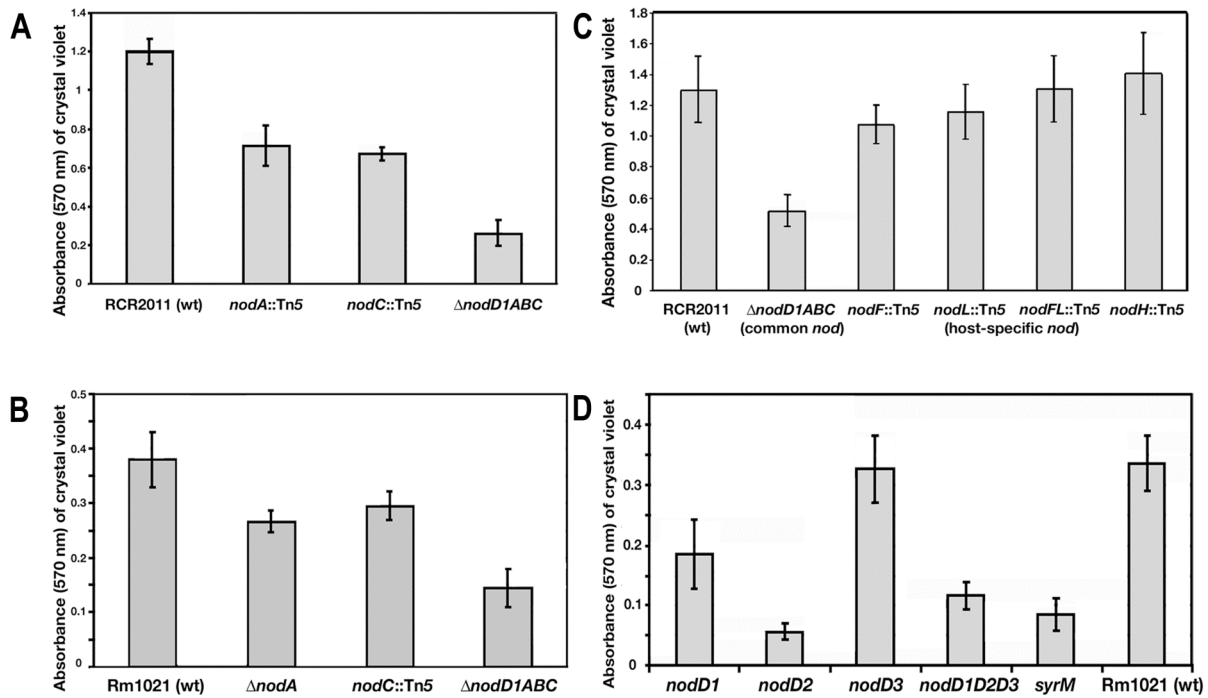 A
Absorbance (570 nm) of crystal violet
1.4
1.2
1
0.8
0.6
0.4
0.2
0
RCR2011 (wt)
nodA::Tn5
nodC::Tn5
ΔnodD1ABC
C
Absorbance (570 nm) of crystal violet
1.8
1.6
1.4
1.2
1.0
0.8
0.6
0.4
0.2
0
RCR2011 ΔnodD1ABC nodF::Tn5 nodL::Tn5 nodFL::Tn5 nodH::Tn5
(wt) (common nod) (host-specific nod)
B
Absorbance (570 nm) of crystal violet
0.5
0.4
0.3
0.2
0.1
0
Rm1021 (wt)
ΔnodA
nodC::Tn5
ΔnodD1ABC
D
Absorbance (570 nm) of crystal violet
0.4
0.3
0.2
0.1
0
nodD1
nodD2
nodD3
nodD1D2D3
syrM
Rm1021 (wt)